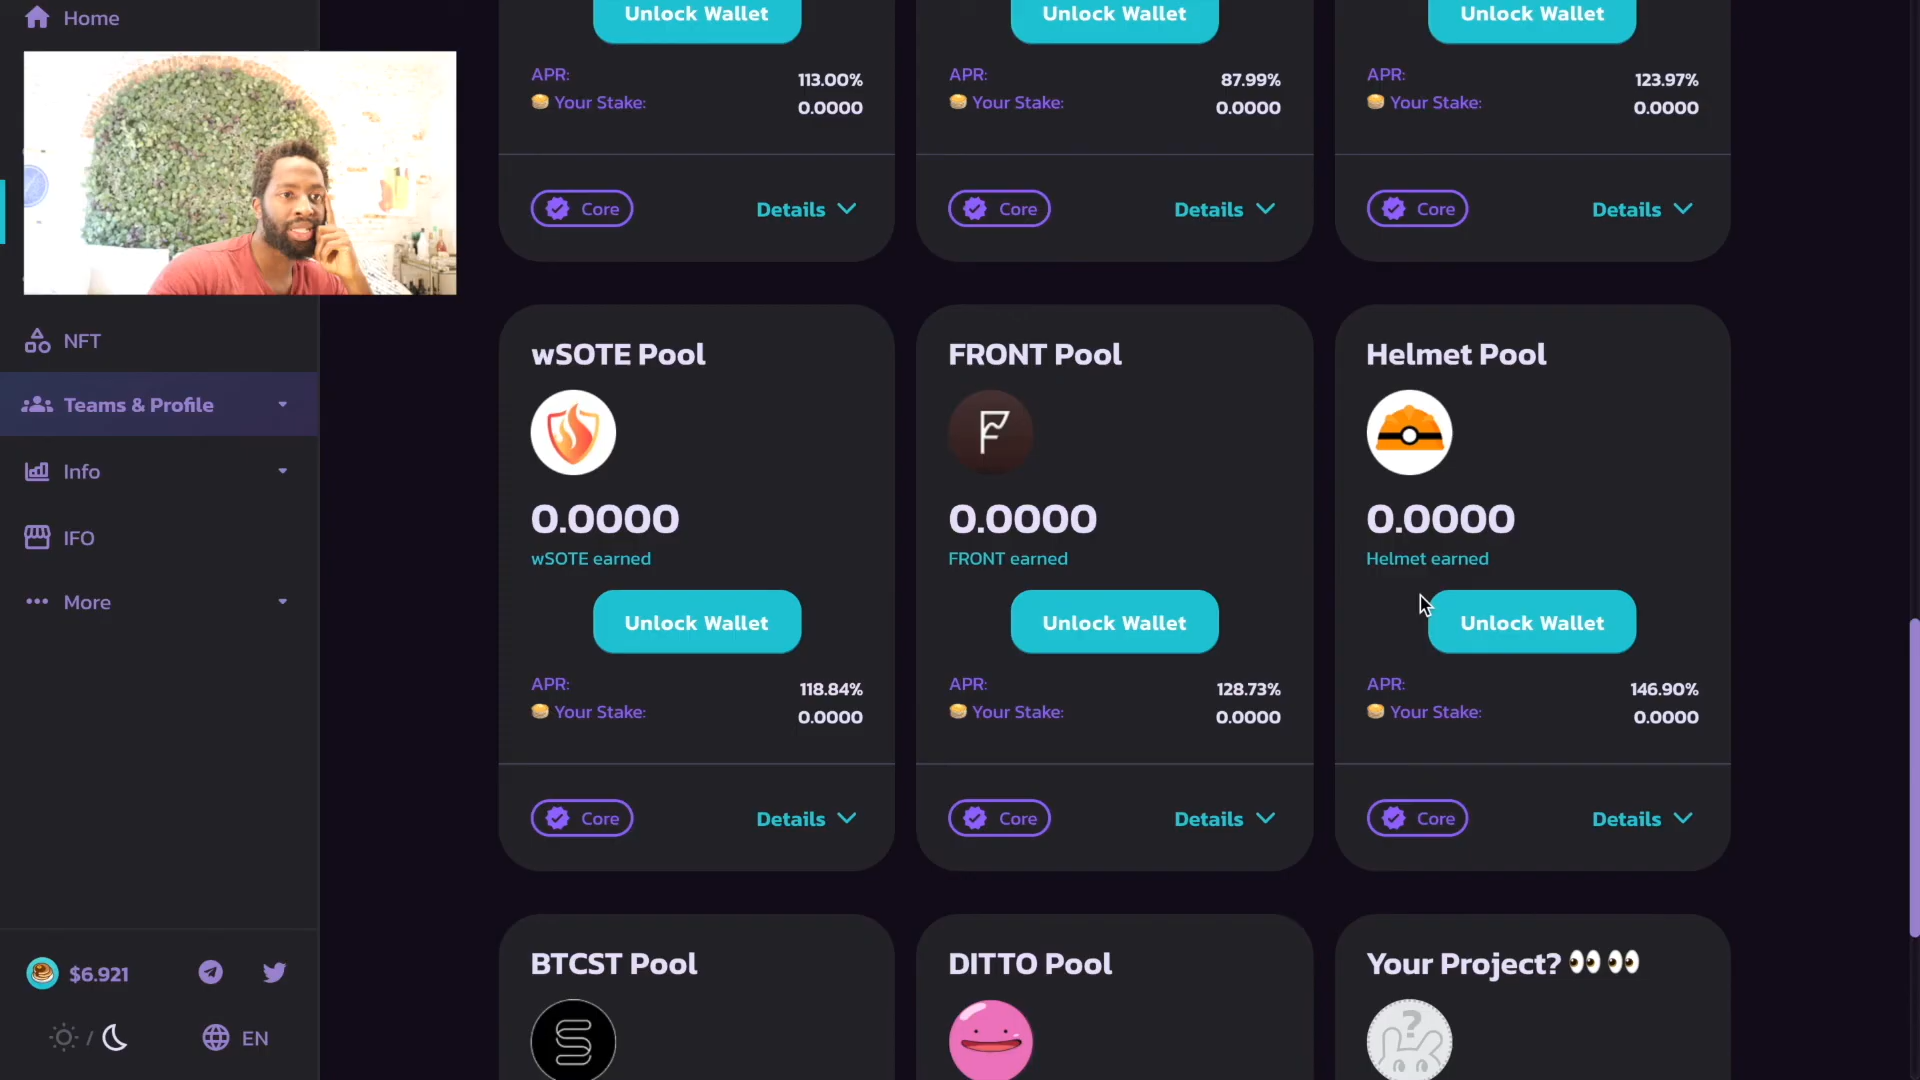 Home
NFT
Teams & Profile
Info
IFO
More
$6.921
/
EN
Unlock Wallet
APR:
113.00%
🥞 Your Stake:
0.0000
Core
Details
Unlock Wallet
APR:
87.99%
🥞 Your Stake:
0.0000
Core
Details
Unlock Wallet
APR:
123.97%
🥞 Your Stake:
0.0000
Core
Details
wSOTE Pool
0.0000
wSOTE earned
Unlock Wallet
APR:
118.84%
🥞 Your Stake:
0.0000
Core
Details
FRONT Pool
0.0000
FRONT earned
Unlock Wallet
APR:
128.73%
🥞 Your Stake:
0.0000
Core
Details
Helmet Pool
0.0000
Helmet earned
Unlock Wallet
APR:
146.90%
🥞 Your Stake:
0.0000
Core
Details
BTCST Pool
DITTO Pool
Your Project? 👀 👀
?